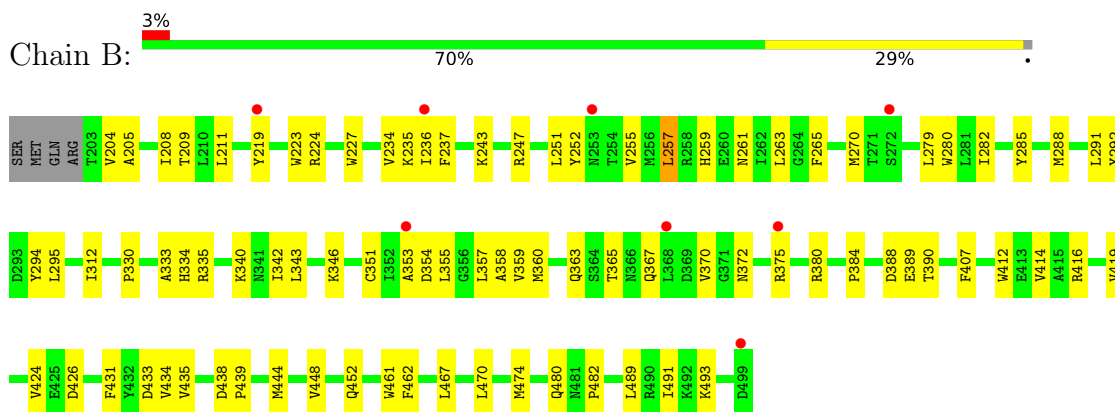 3%
Chain B:
70% 29% •
SER MET GLN ARG T203 V204 A205 I208 T209 L210 L211 Y219 W223 R224 W227 V234 K235 I236 F237 K243 R247 L251 Y252 N253 T254 V255 M256 L257 R258 H259 E260 N261 I262 L263 G264 F265 M270 T271 S272 L279 W280 L281 I282 Y285 M288 L291 Y292
D293 Y294 L295 I312 P330 A333 H334 R335 K340 N341 I342 L343 K346 C351 I352 A353 D354 L355 G356 L357 A358 V359 M360 Q363 S364 T365 N366 Q367 L368 D369 V370 G371 N372 R375 R380 P384 D388 E389 T390 F407 W412 E413 V414 A415 R416
V424 E425 D426 F431 Y432 D433 V434 V435 D438 P439 M444 V448 Q452 W461 F462 L467 L470 M474 Q480 N481 P482 L489 R490 I491 K492 K493 D499